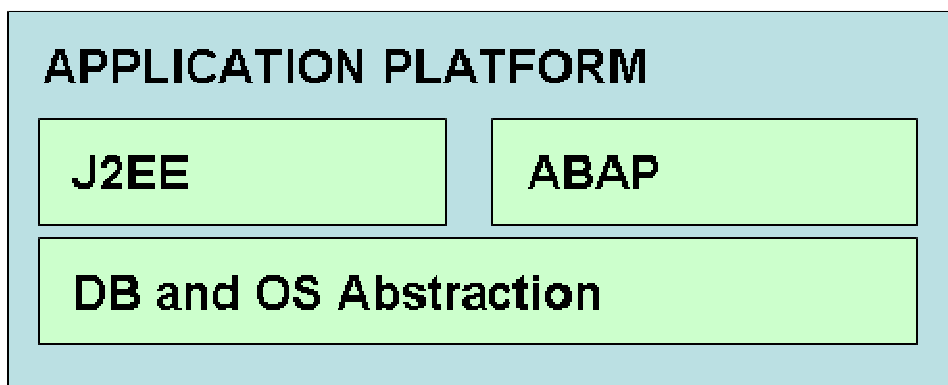 APPLICATION PLATFORM
J2EE
ABAP
DB and OS Abstraction